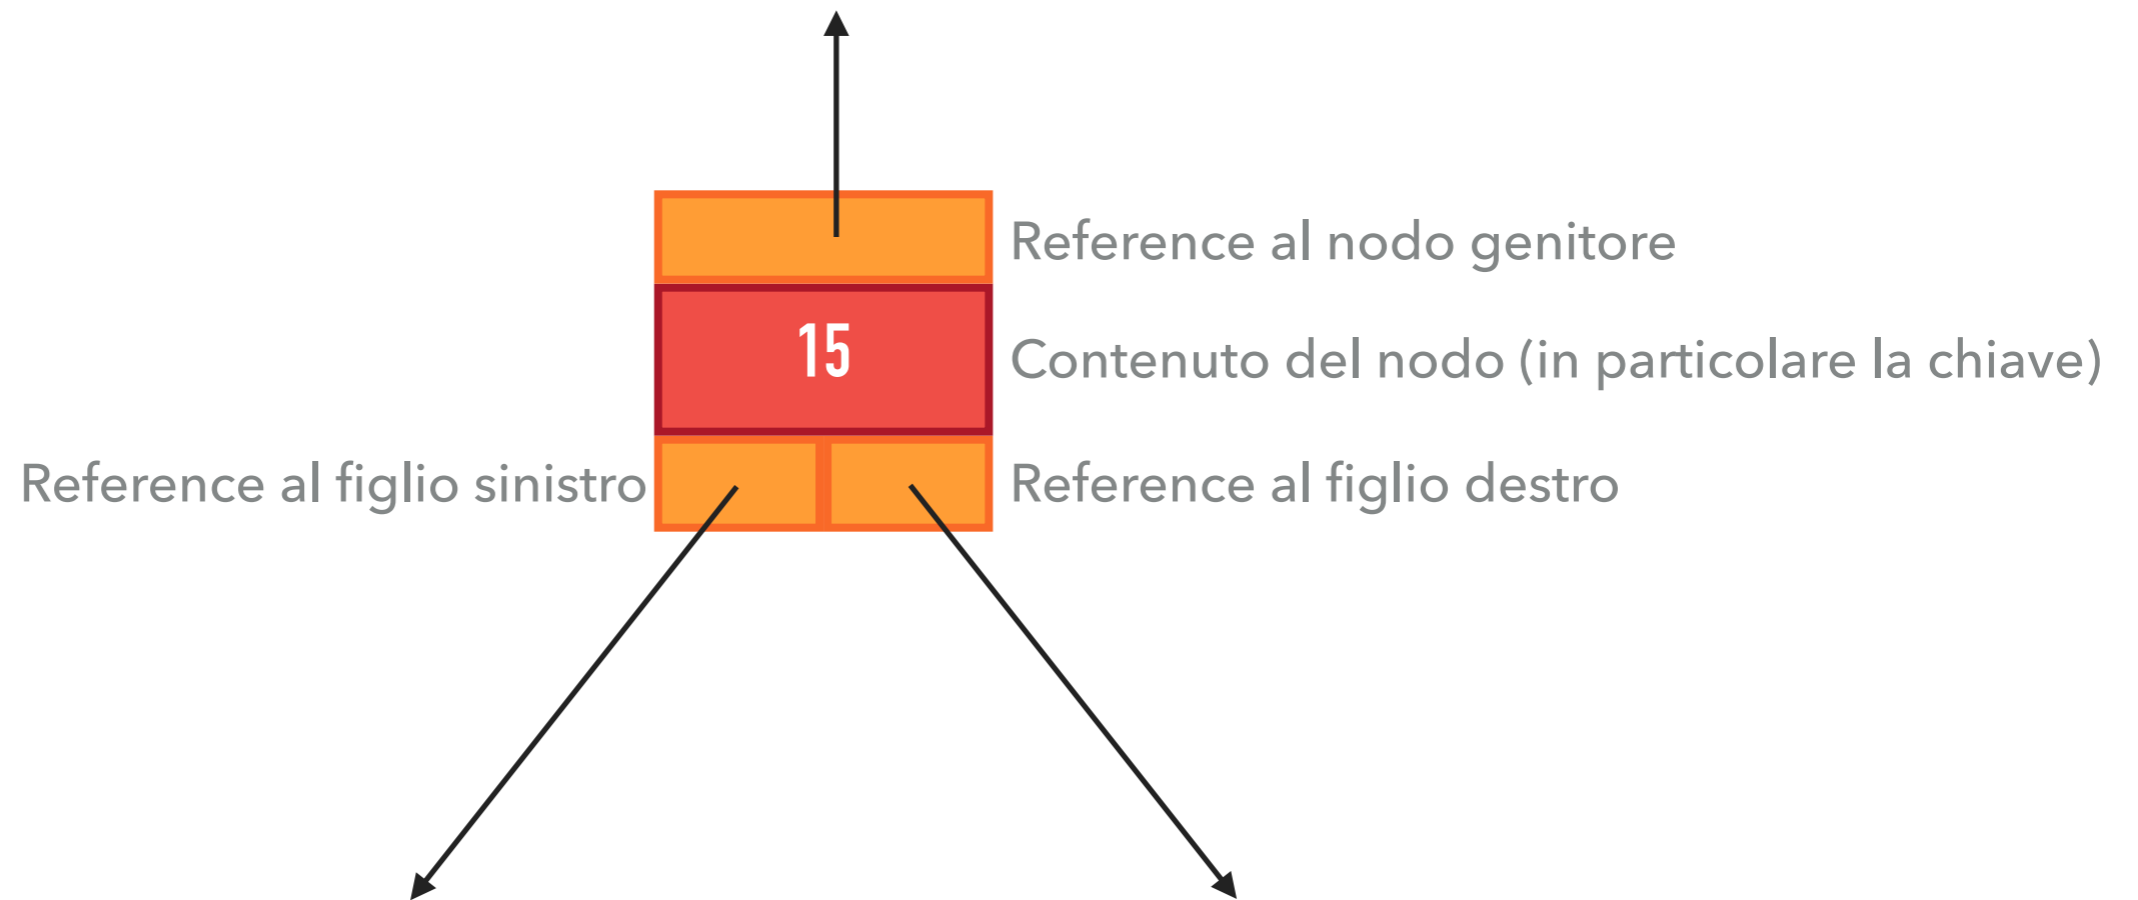 Reference al nodo genitore
15
Contenuto del nodo (in particolare la chiave)
Reference al figlio sinistro
Reference al figlio destro